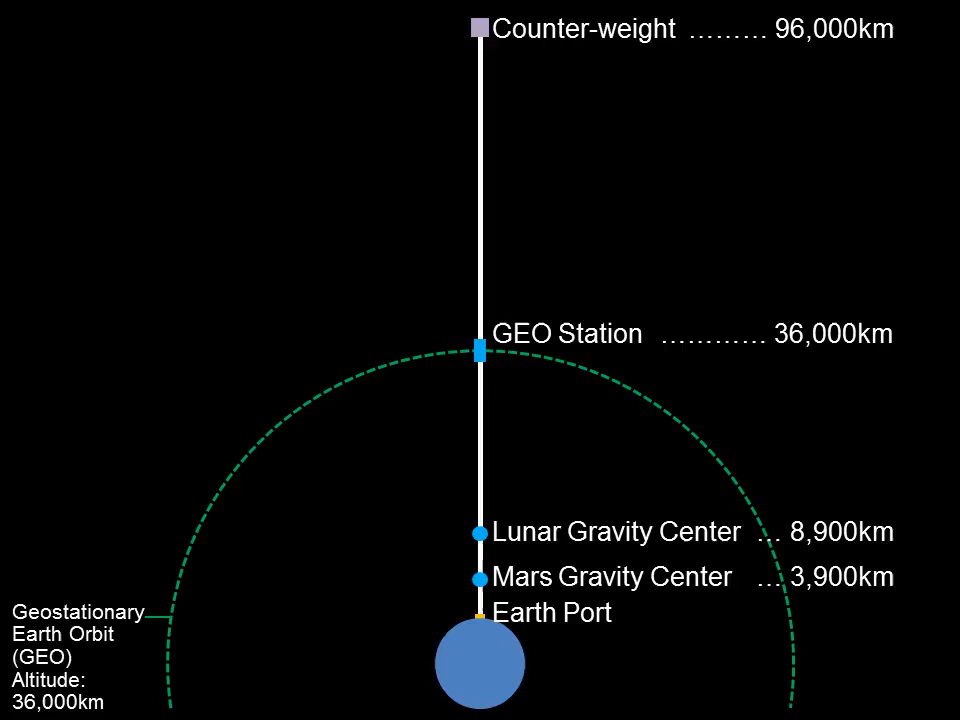 Counter-weight ……… 96,000km
GEO Station ………… 36,000km
Lunar Gravity Center … 8,900km
Mars Gravity Center … 3,900km
Earth Port
Geostationary
Earth Orbit
(GEO)
Altitude:
36,000km